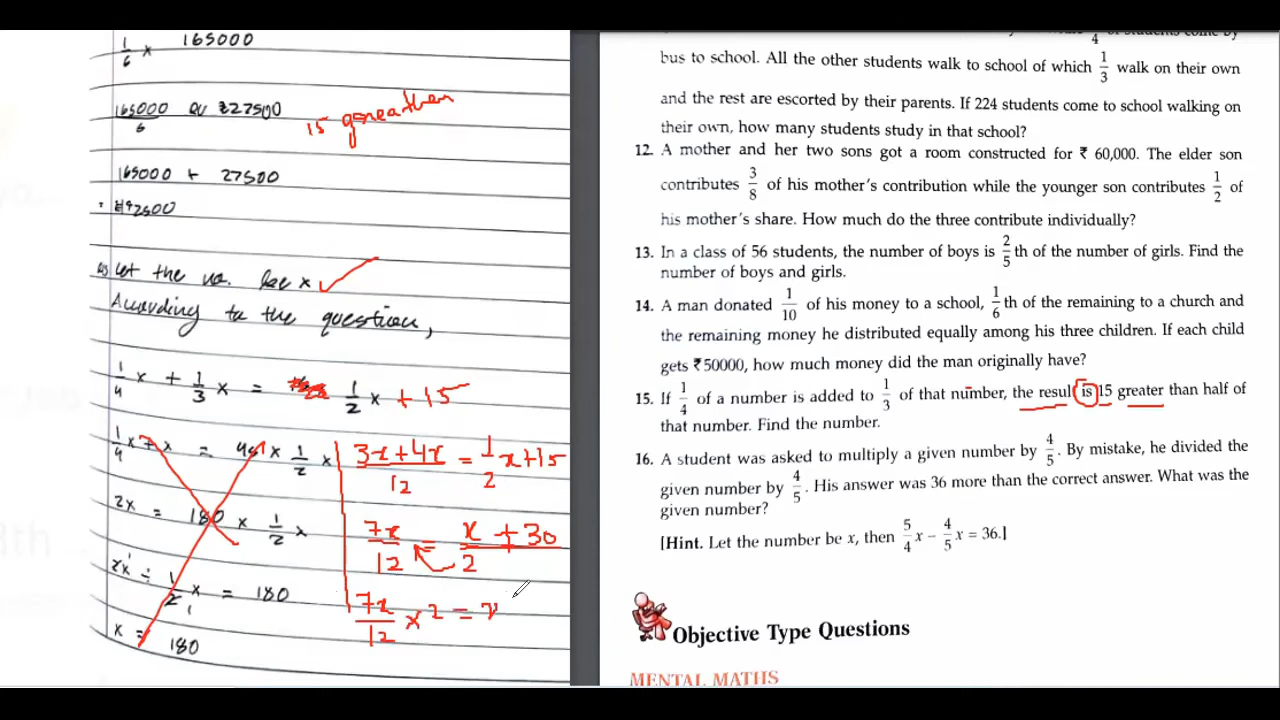 1/6 x 165000
165000/6 or ₹27500
15 greather
165000 + 27500
Let the no. be x
According to the question,
1/4 x + 1/3 x = 1/2 x + 15
2x = 180 x 1/2 x
2x ÷ 1/2 x = 180
x = 180
3x+4x/12 = 1/2 x+15
7x/12 = x + 30/2
7x/12 x 2 =
bus to school. All the other students walk to school of which 1/3 walk on their own
and the rest are escorted by their parents. If 224 students come to school walking on
their own, how many students study in that school?
12. A mother and her two sons got a room constructed for ₹ 60,000. The elder son
contributes 3/8 of his mother's contribution while the younger son contributes 1/2 of
his mother's share. How much do the three contribute individually?
13. In a class of 56 students, the number of boys is 2/5 th of the number of girls. Find the
number of boys and girls.
14. A man donated 1/10 of his money to a school, 1/6 th of the remaining to a church and
the remaining money he distributed equally among his three children. If each child
gets ₹50000, how much money did the man originally have?
15. If 1/4 of a number is added to 1/3 of that number, the result is 15 greater than half of
that number. Find the number.
16. A student was asked to multiply a given number by 4/5. By mistake, he divided the
given number by 4/5. His answer was 36 more than the correct answer. What was the
given number?
[Hint. Let the number be x, then 5/4 x – 4/5 x = 36.]
Objective Type Questions
MENTAL MATHS